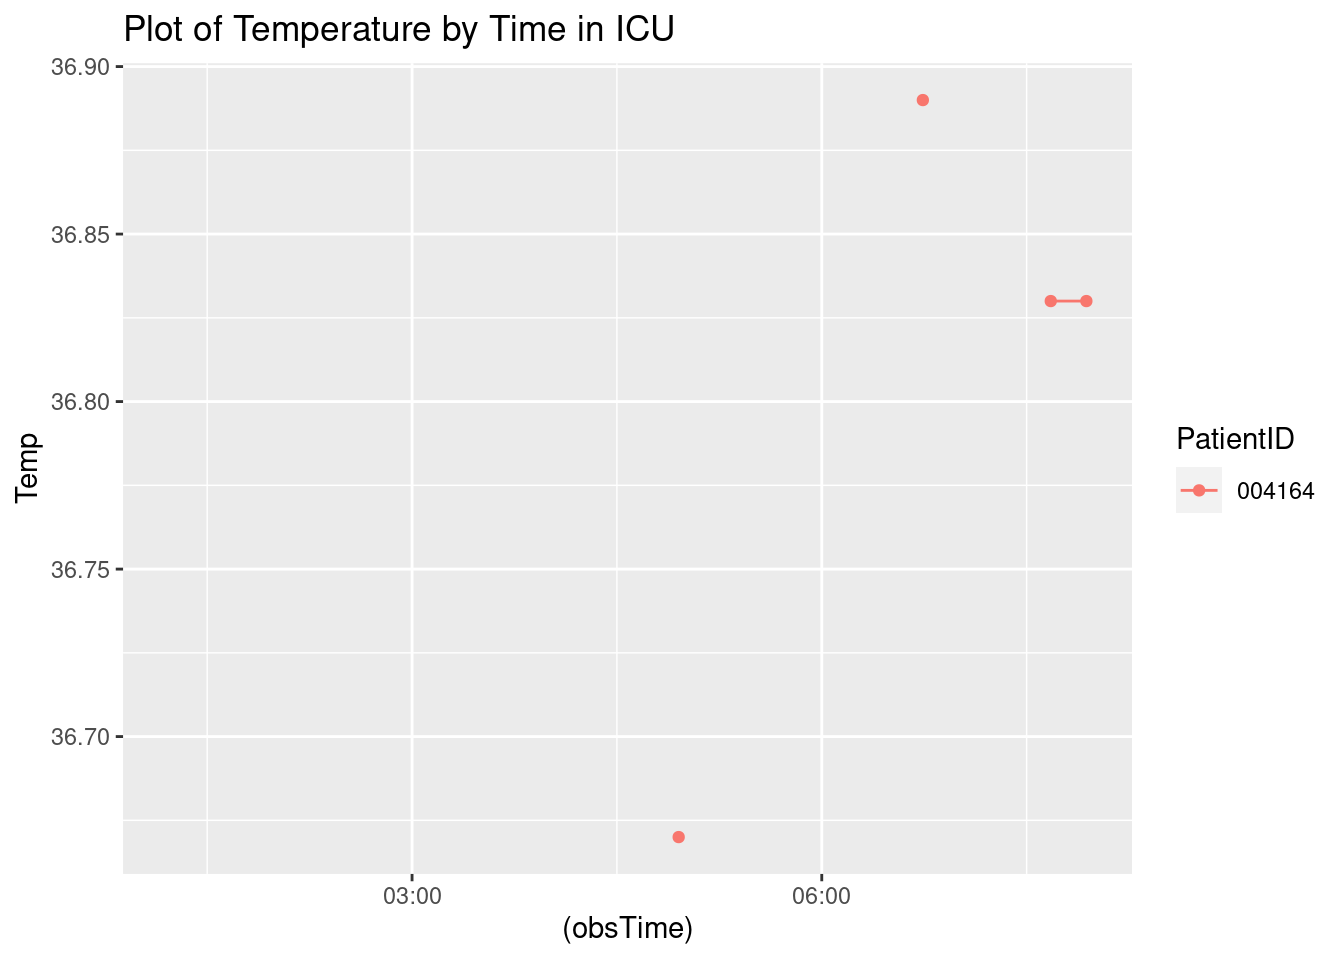 Plot of Temperature by Time in ICU
36.90
36.85
36.80
36.75
36.70
Temp
03:00
06:00
(obsTime)
PatientID
004164